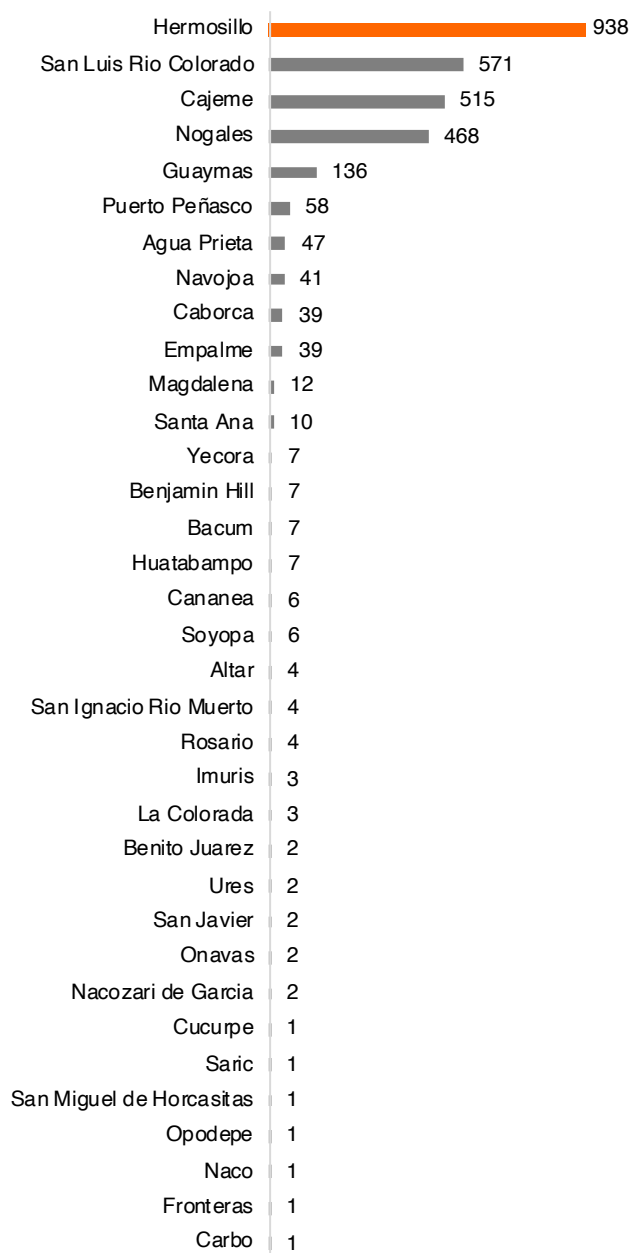 Hermosillo 938
San Luis Rio Colorado 571
Cajeme 515
Nogales 468
Guaymas 136
Puerto Peñasco 58
Agua Prieta 47
Navojoa 41
Caborca 39
Empalme 39
Magdalena 12
Santa Ana 10
Yecora 7
Benjamin Hill 7
Bacum 7
Huatabampo 7
Cananea 6
Soyopa 6
Altar 4
San Ignacio Rio Muerto 4
Rosario 4
Imuris 3
La Colorada 3
Benito Juarez 2
Ures 2
San Javier 2
Onavas 2
Nacozari de Garcia 2
Cucurpe 1
Saric 1
San Miguel de Horcasitas 1
Opodepe 1
Naco 1
Fronteras 1
Carbo 1